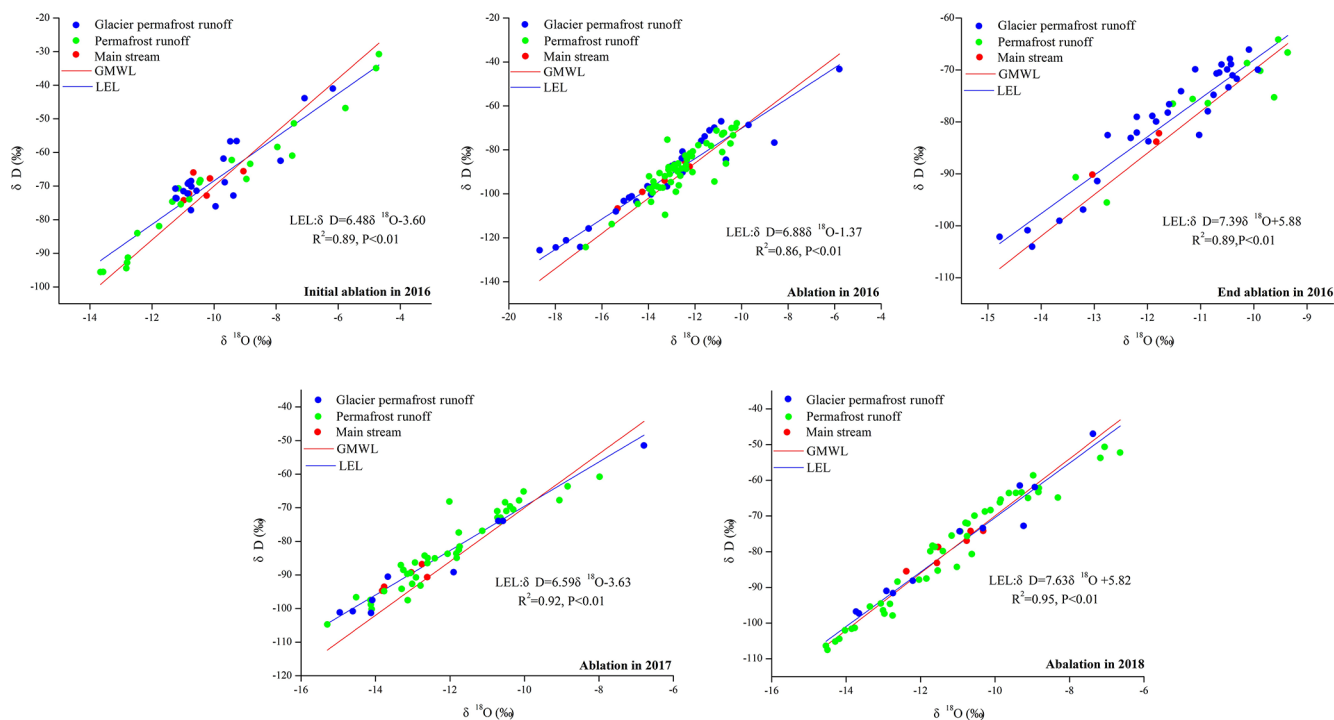 Glacier permafrost runoff
Permafrost runoff
Main stream
GMWL
LEL
-20
-30
-40
-50
-60
-70
-80
-90
-100
δ D (‰)
LEL:δ D=6.48δ 18O-3.60
R2=0.89, P<0.01
Initial ablation in 2016
-14
-12
-10
-8
-6
-4
δ 18O (‰)
Glacier permafrost runoff
Permafrost runoff
Main stream
GMWL
LEL
-20
-40
-60
-80
-100
-120
-140
δ D (‰)
LEL:δ D=6.88δ 18O-1.37
R2=0.86, P<0.01
Ablation in 2016
-20
-18
-16
-14
-12
-10
-8
-6
-4
δ 18O (‰)
Glacier permafrost runoff
Permafrost runoff
Main stream
GMWL
LEL
-60
-70
-80
-90
-100
-110
δ D (‰)
LEL:δ D=7.39δ 18O+5.88
R2=0.89,P<0.01
End ablation in 2016
-15
-14
-13
-12
-11
-10
-9
δ 18O (‰)
Glacier permafrost runoff
Permafrost runoff
Main stream
GMWL
LEL
-40
-50
-60
-70
-80
-90
-100
-110
-120
δ D (‰)
LEL:δ D=6.59δ 18O-3.63
R2=0.92, P<0.01
Ablation in 2017
-16
-14
-12
-10
-8
-6
δ 18O (‰)
Glacier permafrost runoff
Permafrost runoff
Main stream
GMWL
LEL
-40
-50
-60
-70
-80
-90
-100
-110
δ D (‰)
LEL:δ D=7.63δ 18O +5.82
R2=0.95, P<0.01
Abalation in 2018
-16
-14
-12
-10
-8
-6
δ 18O (‰)